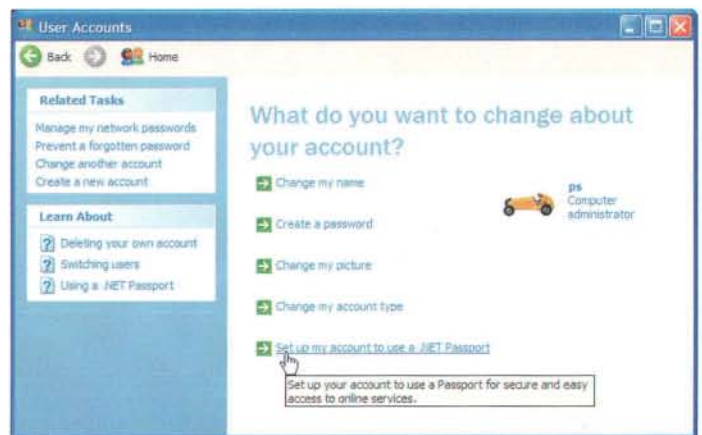 User Accounts
Back
Home
Related Tasks
Manage my network passwords
Prevent a forgotten password
Change another account
Create a new account
Learn About
Deleting your own account
Switching users
Using a .NET Passport
What do you want to change about
your account?
Change my name
Create a password
Change my picture
Change my account type
Set up my account to use a .NET Passport
ps
Computer
administrator
Set up your account to use a Passport for secure and easy
access to online services.